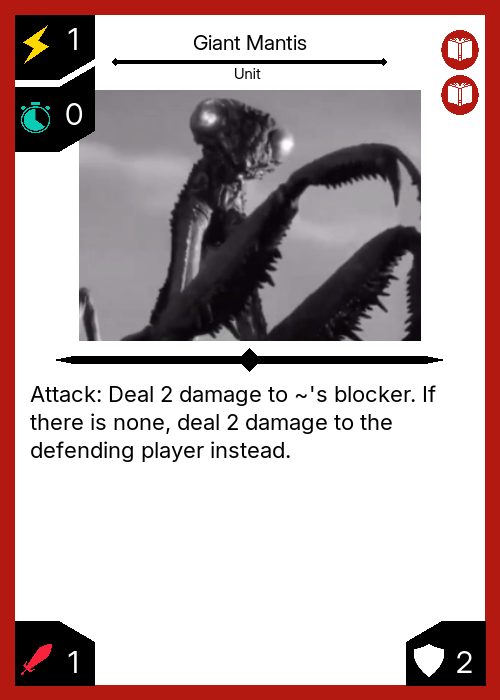 1
Giant Mantis
Unit
0
Attack: Deal 2 damage to ~'s blocker. If
there is none, deal 2 damage to the
defending player instead.
1
2